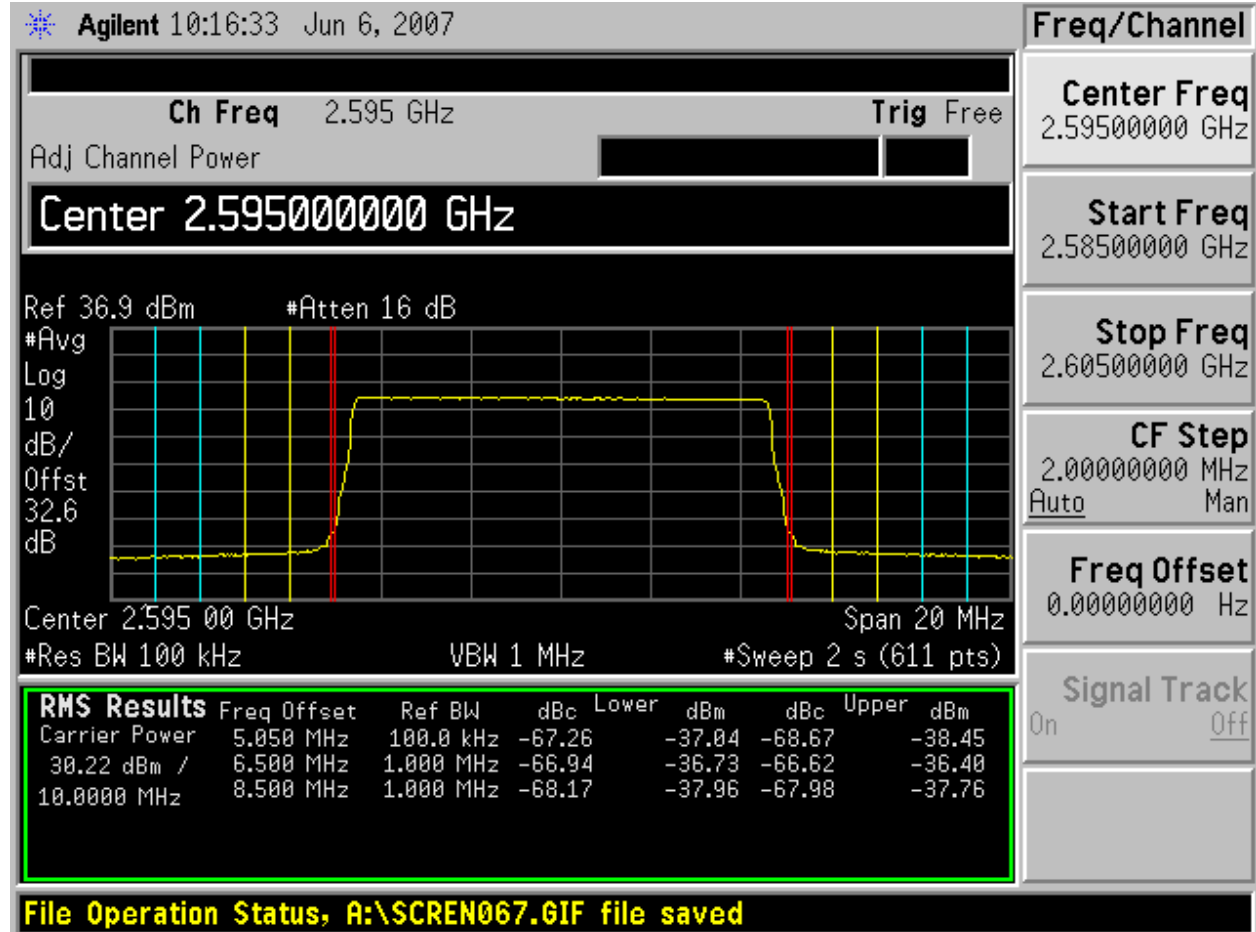 Agilent 10:16:33 Jun 6, 2007
Freq/Channel
Ch Freq 2.595 GHz Trig Free
Adj Channel Power
Center 2.595000000 GHz
Ref 36.9 dBm #Atten 16 dB
#Avg
Log
10
dB/
Offst
32.6
dB
Center 2.595 00 GHz Span 20 MHz
#Res BW 100 kHz VBW 1 MHz #Sweep 2 s (611 pts)
RMS Results Freq Offset Ref BW dBc Lower dBm dBc Upper dBm
Carrier Power 5.050 MHz 100.0 kHz -67.26 -37.04 -68.67 -38.45
30.22 dBm / 6.500 MHz 1.000 MHz -66.94 -36.73 -66.62 -36.40
10.0000 MHz 8.500 MHz 1.000 MHz -68.17 -37.96 -67.98 -37.76
Center Freq
2.59500000 GHz
Start Freq
2.58500000 GHz
Stop Freq
2.60500000 GHz
CF Step
2.00000000 MHz
Auto Man
Freq Offset
0.00000000 Hz
Signal Track
On Off
File Operation Status, A:\SCREN067.GIF file saved